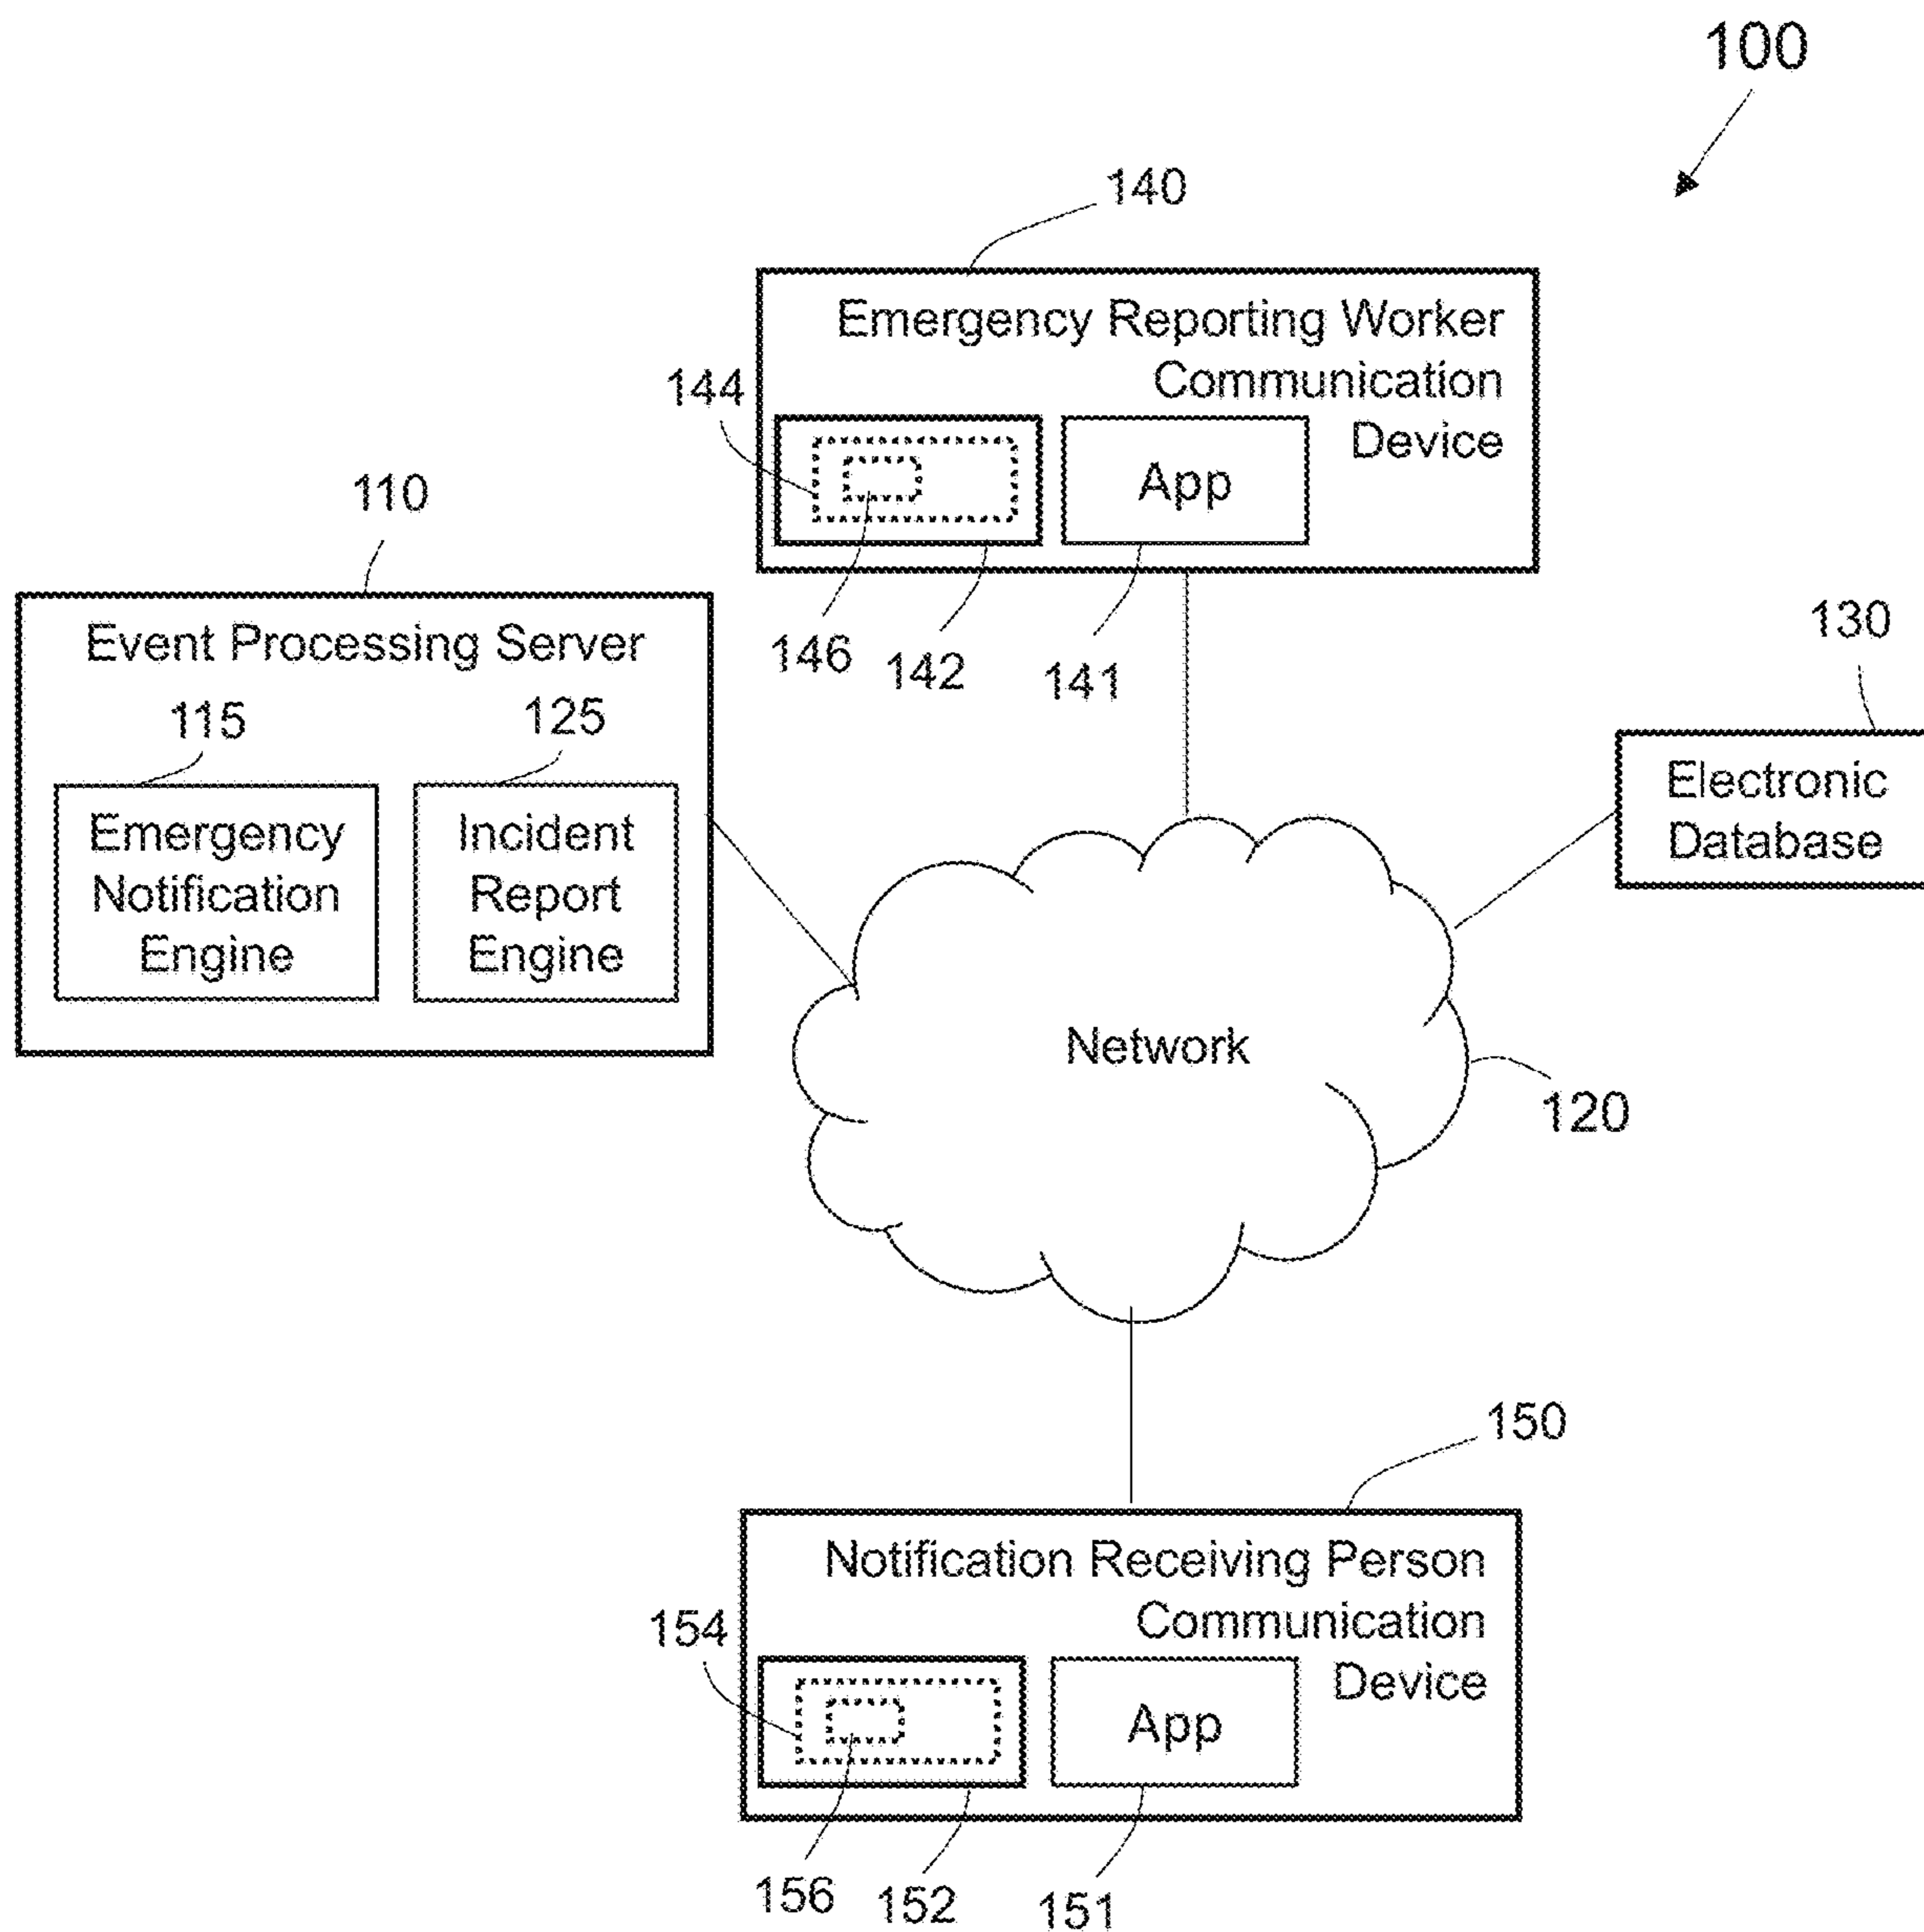 100
140
Emergency Reporting Worker
Communication
Device
144
App
110
146
142
141
130
Event Processing Server
115
125
Emergency
Notification
Engine
Incident
Report
Engine
Electronic
Database
Network
120
150
Notification Receiving Person
Communication
Device
154
App
156
152
151